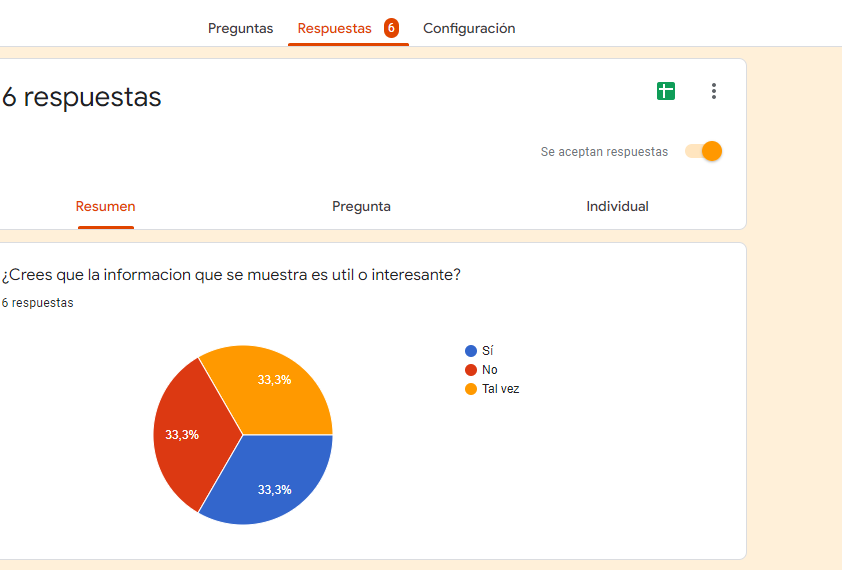 Preguntas Respuestas 6 Configuración
6 respuestas
Se aceptan respuestas
Resumen Pregunta Individual
¿Crees que la informacion que se muestra es util o interesante?
6 respuestas
Sí
No
Tal vez
33,3%
33,3%
33,3%